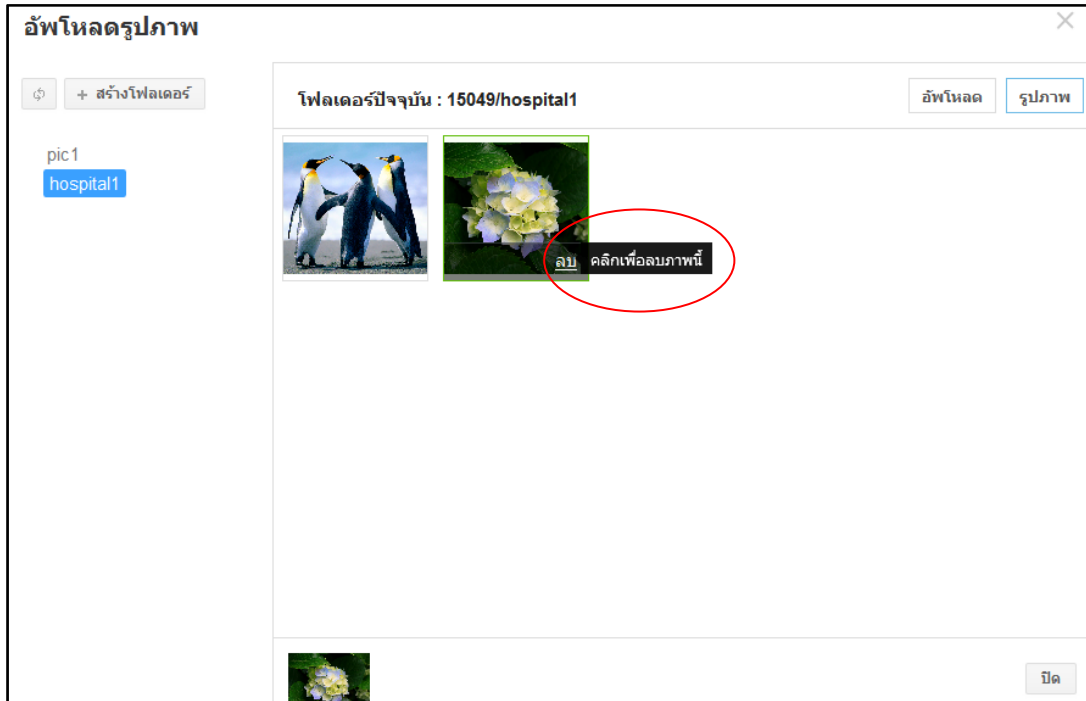 อัพโหลดรูปภาพ
+ สร้างโฟลเดอร์
โฟลเดอร์ปัจจุบัน : 15049/hospital1
อัพโหลด
รูปภาพ
pic1
hospital1
ลบ
คลิกเพื่อลบภาพนี้
ปิด